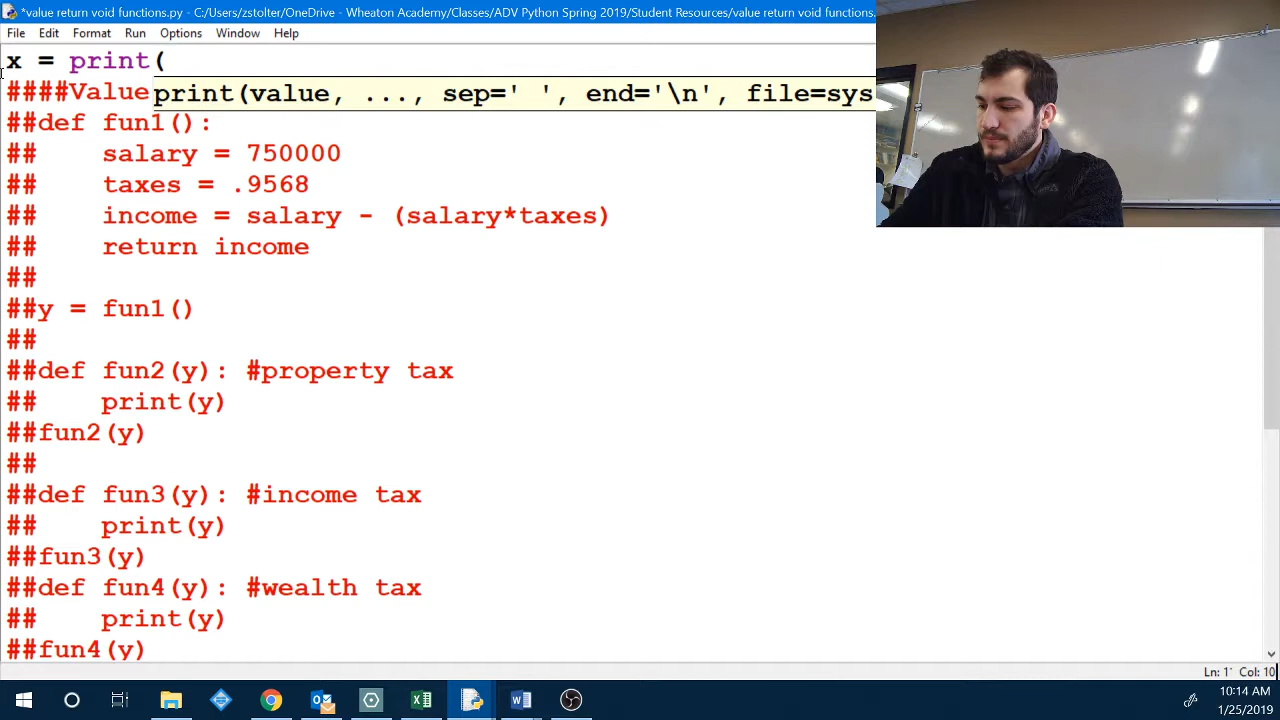 *value return void functions.py - C:/Users/zstolter/OneDrive - Wheaton Academy/Classes/ADV Python Spring 2019/Student Resources/value return void functions.
File Edit Format Run Options Window Help
x = print(
####Value
print(value, ..., sep=' ', end='\n', file=sys
##def fun1():
##    salary = 750000
##    taxes = .9568
##    income = salary - (salary*taxes)
##    return income
##
##y = fun1()
##
##def fun2(y): #property tax
##    print(y)
##fun2(y)
##
##def fun3(y): #income tax
##    print(y)
##fun3(y)
##def fun4(y): #wealth tax
##    print(y)
##fun4(y)
Ln: 1 Col: 10
10:14 AM
1/25/2019